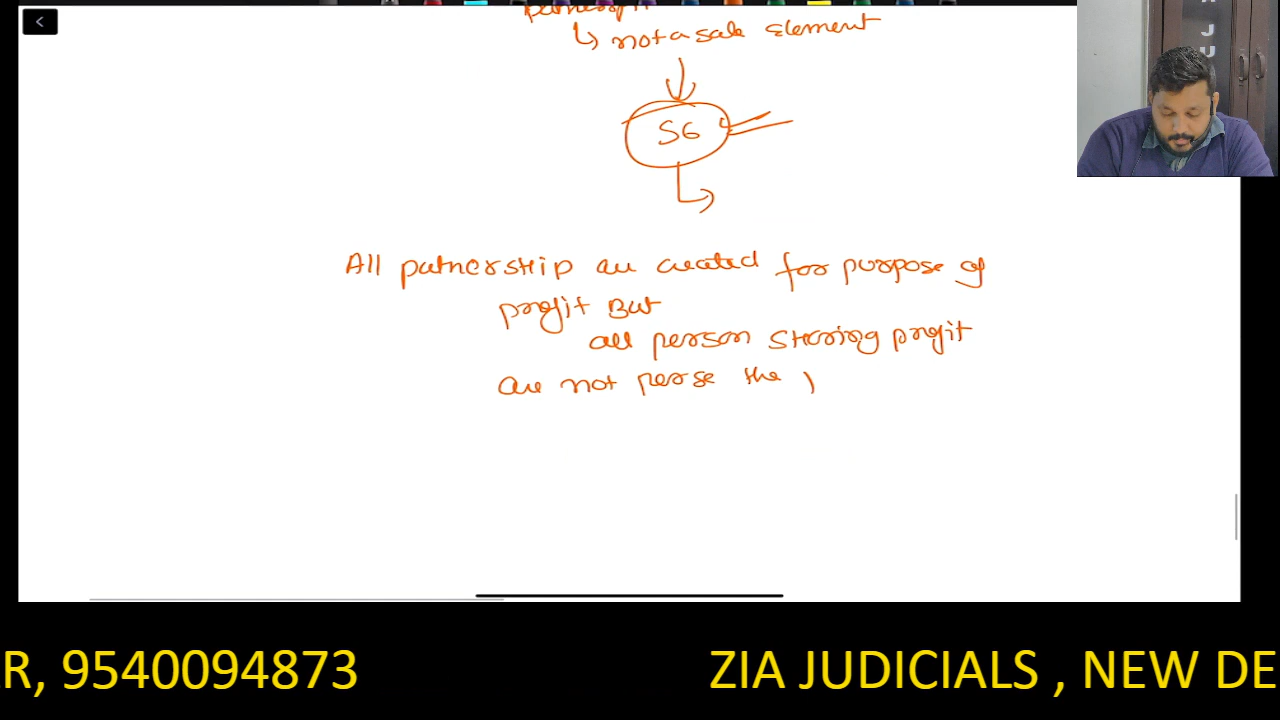 ↳ not a sale element
S6
All patnership are created for purpose of
profit But
all person sharing profit
are not perse the
R, 9540094873 ZIA JUDICIALS , NEW DE